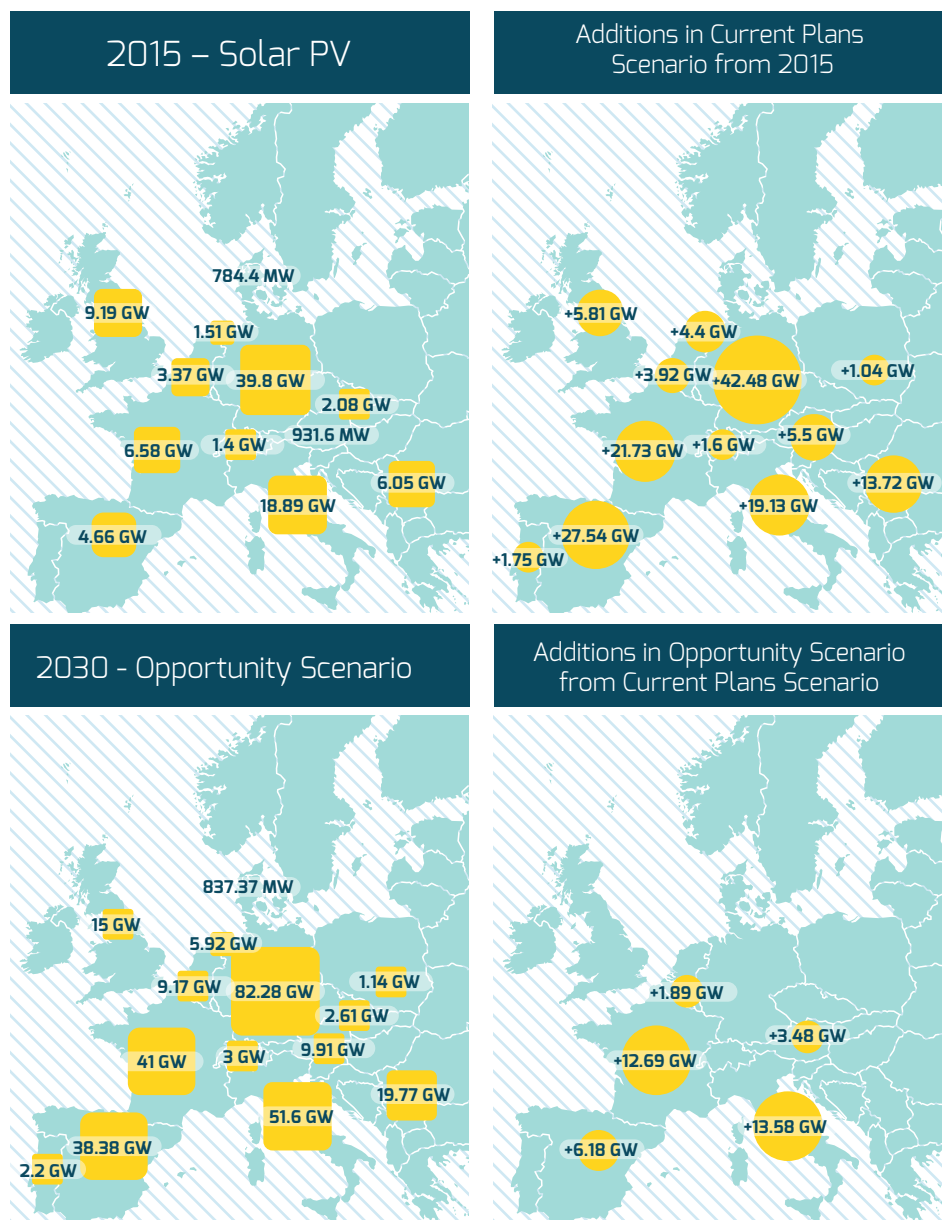 2015 – Solar PV
784.4 MW
9.19 GW
1.51 GW
3.37 GW
39.8 GW
2.08 GW
931.6 MW
6.58 GW
1.4 GW
6.05 GW
18.89 GW
4.66 GW
Additions in Current Plans
Scenario from 2015
+5.81 GW
+4.4 GW
+3.92 GW
+42.48 GW
+1.04 GW
+5.5 GW
+21.73 GW
+1.6 GW
+13.72 GW
+19.13 GW
+27.54 GW
+1.75 GW
2030 - Opportunity Scenario
837.37 MW
15 GW
5.92 GW
9.17 GW
82.28 GW
1.14 GW
2.61 GW
9.91 GW
41 GW
3 GW
19.77 GW
51.6 GW
38.38 GW
2.2 GW
Additions in Opportunity Scenario
from Current Plans Scenario
+1.89 GW
+3.48 GW
+12.69 GW
+13.58 GW
+6.18 GW